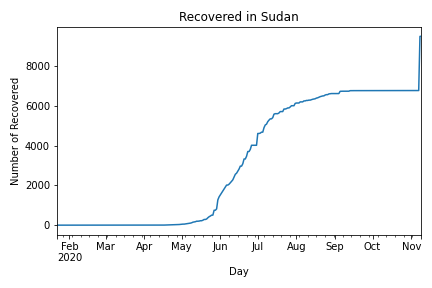 Recovered in Sudan
Number of Recovered
8000
6000
4000
2000
0
Feb Mar Apr May Jun Jul Aug Sep Oct Nov
2020
Day